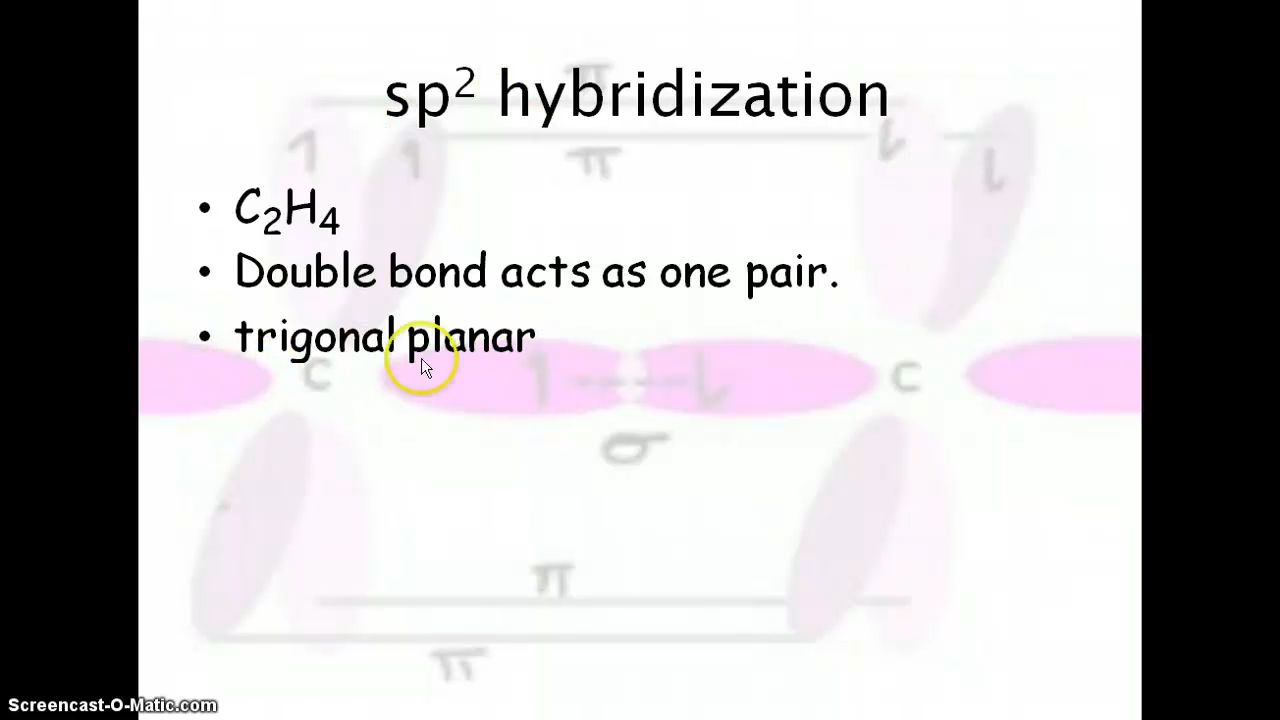 sp² hybridization
π
π
• C₂H₄
• Double bond acts as one pair.
• trigonal planar
C
C
σ
π
π
Screencast-O-Matic.com